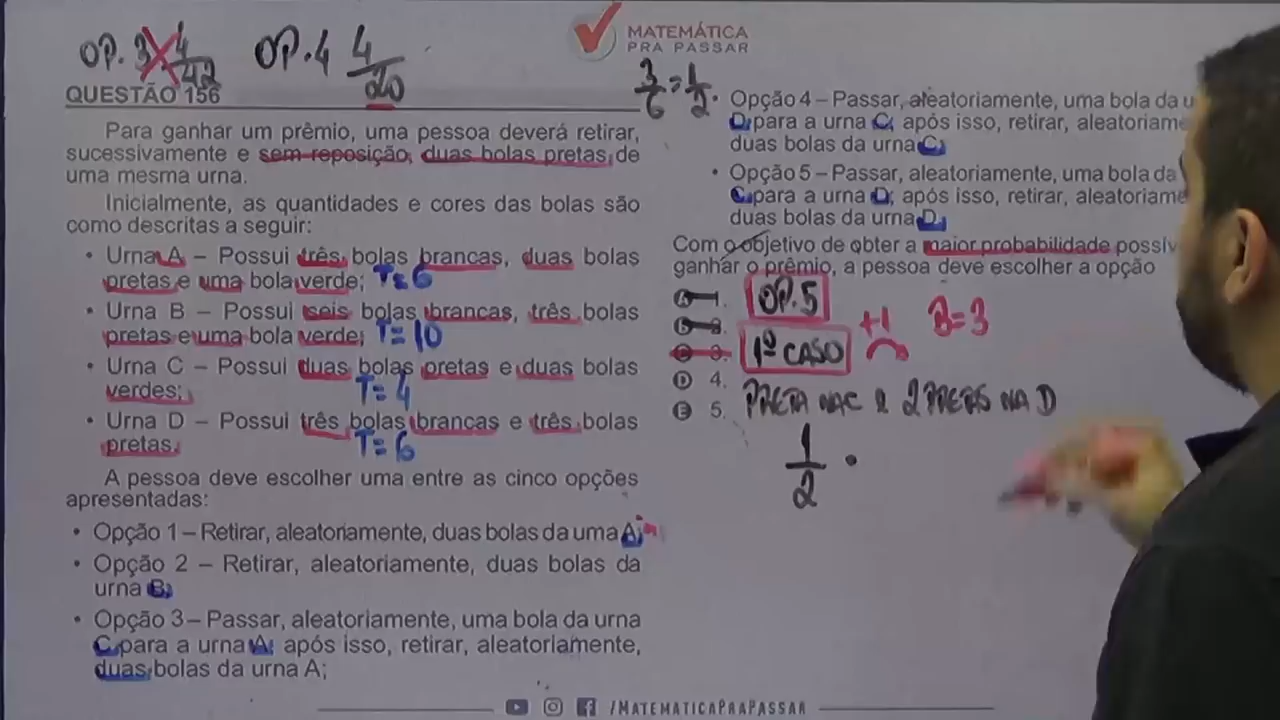 OP. 3 4/42 OP. 4 4/20
QUESTÃO 156
Para ganhar um prêmio, uma pessoa deverá retirar,
sucessivamente e sem reposição, duas bolas pretas de
uma mesma urna.
Inicialmente, as quantidades e cores das bolas são
como descritas a seguir:
• Urna A – Possui três bolas brancas, duas bolas
pretas e uma bola verde; T=6
• Urna B – Possui seis bolas brancas, três bolas
pretas e uma bola verde; T=10
• Urna C – Possui duas bolas pretas e duas bolas
verdes; T=4
• Urna D – Possui três bolas brancas e três bolas
pretas. T=6
A pessoa deve escolher uma entre as cinco opções
apresentadas:
• Opção 1 – Retirar, aleatoriamente, duas bolas da urna A;
• Opção 2 – Retirar, aleatoriamente, duas bolas da
urna B;
• Opção 3 – Passar, aleatoriamente, uma bola da urna
C para a urna A; após isso, retirar, aleatoriamente,
duas bolas da urna A;
MATEMÁTICA
PRA PASSAR
3/6 = 1/2
• Opção 4 – Passar, aleatoriamente, uma bola da u
D, para a urna C; após isso, retirar, aleatoriame
duas bolas da urna C;
• Opção 5 – Passar, aleatoriamente, uma bola da
C, para a urna D; após isso, retirar, aleatoriame
duas bolas da urna D.
Com o objetivo de obter a maior probabilidade possív
ganhar o prêmio, a pessoa deve escolher a opção
A 1. OP. 5
B 2. +1 B=3
C 3. 1º CASO
D 4.
E 5. PRETA NA C E 2 PRETAS NA D
1/2 ·
/MATEMATICAPRAPASSAR